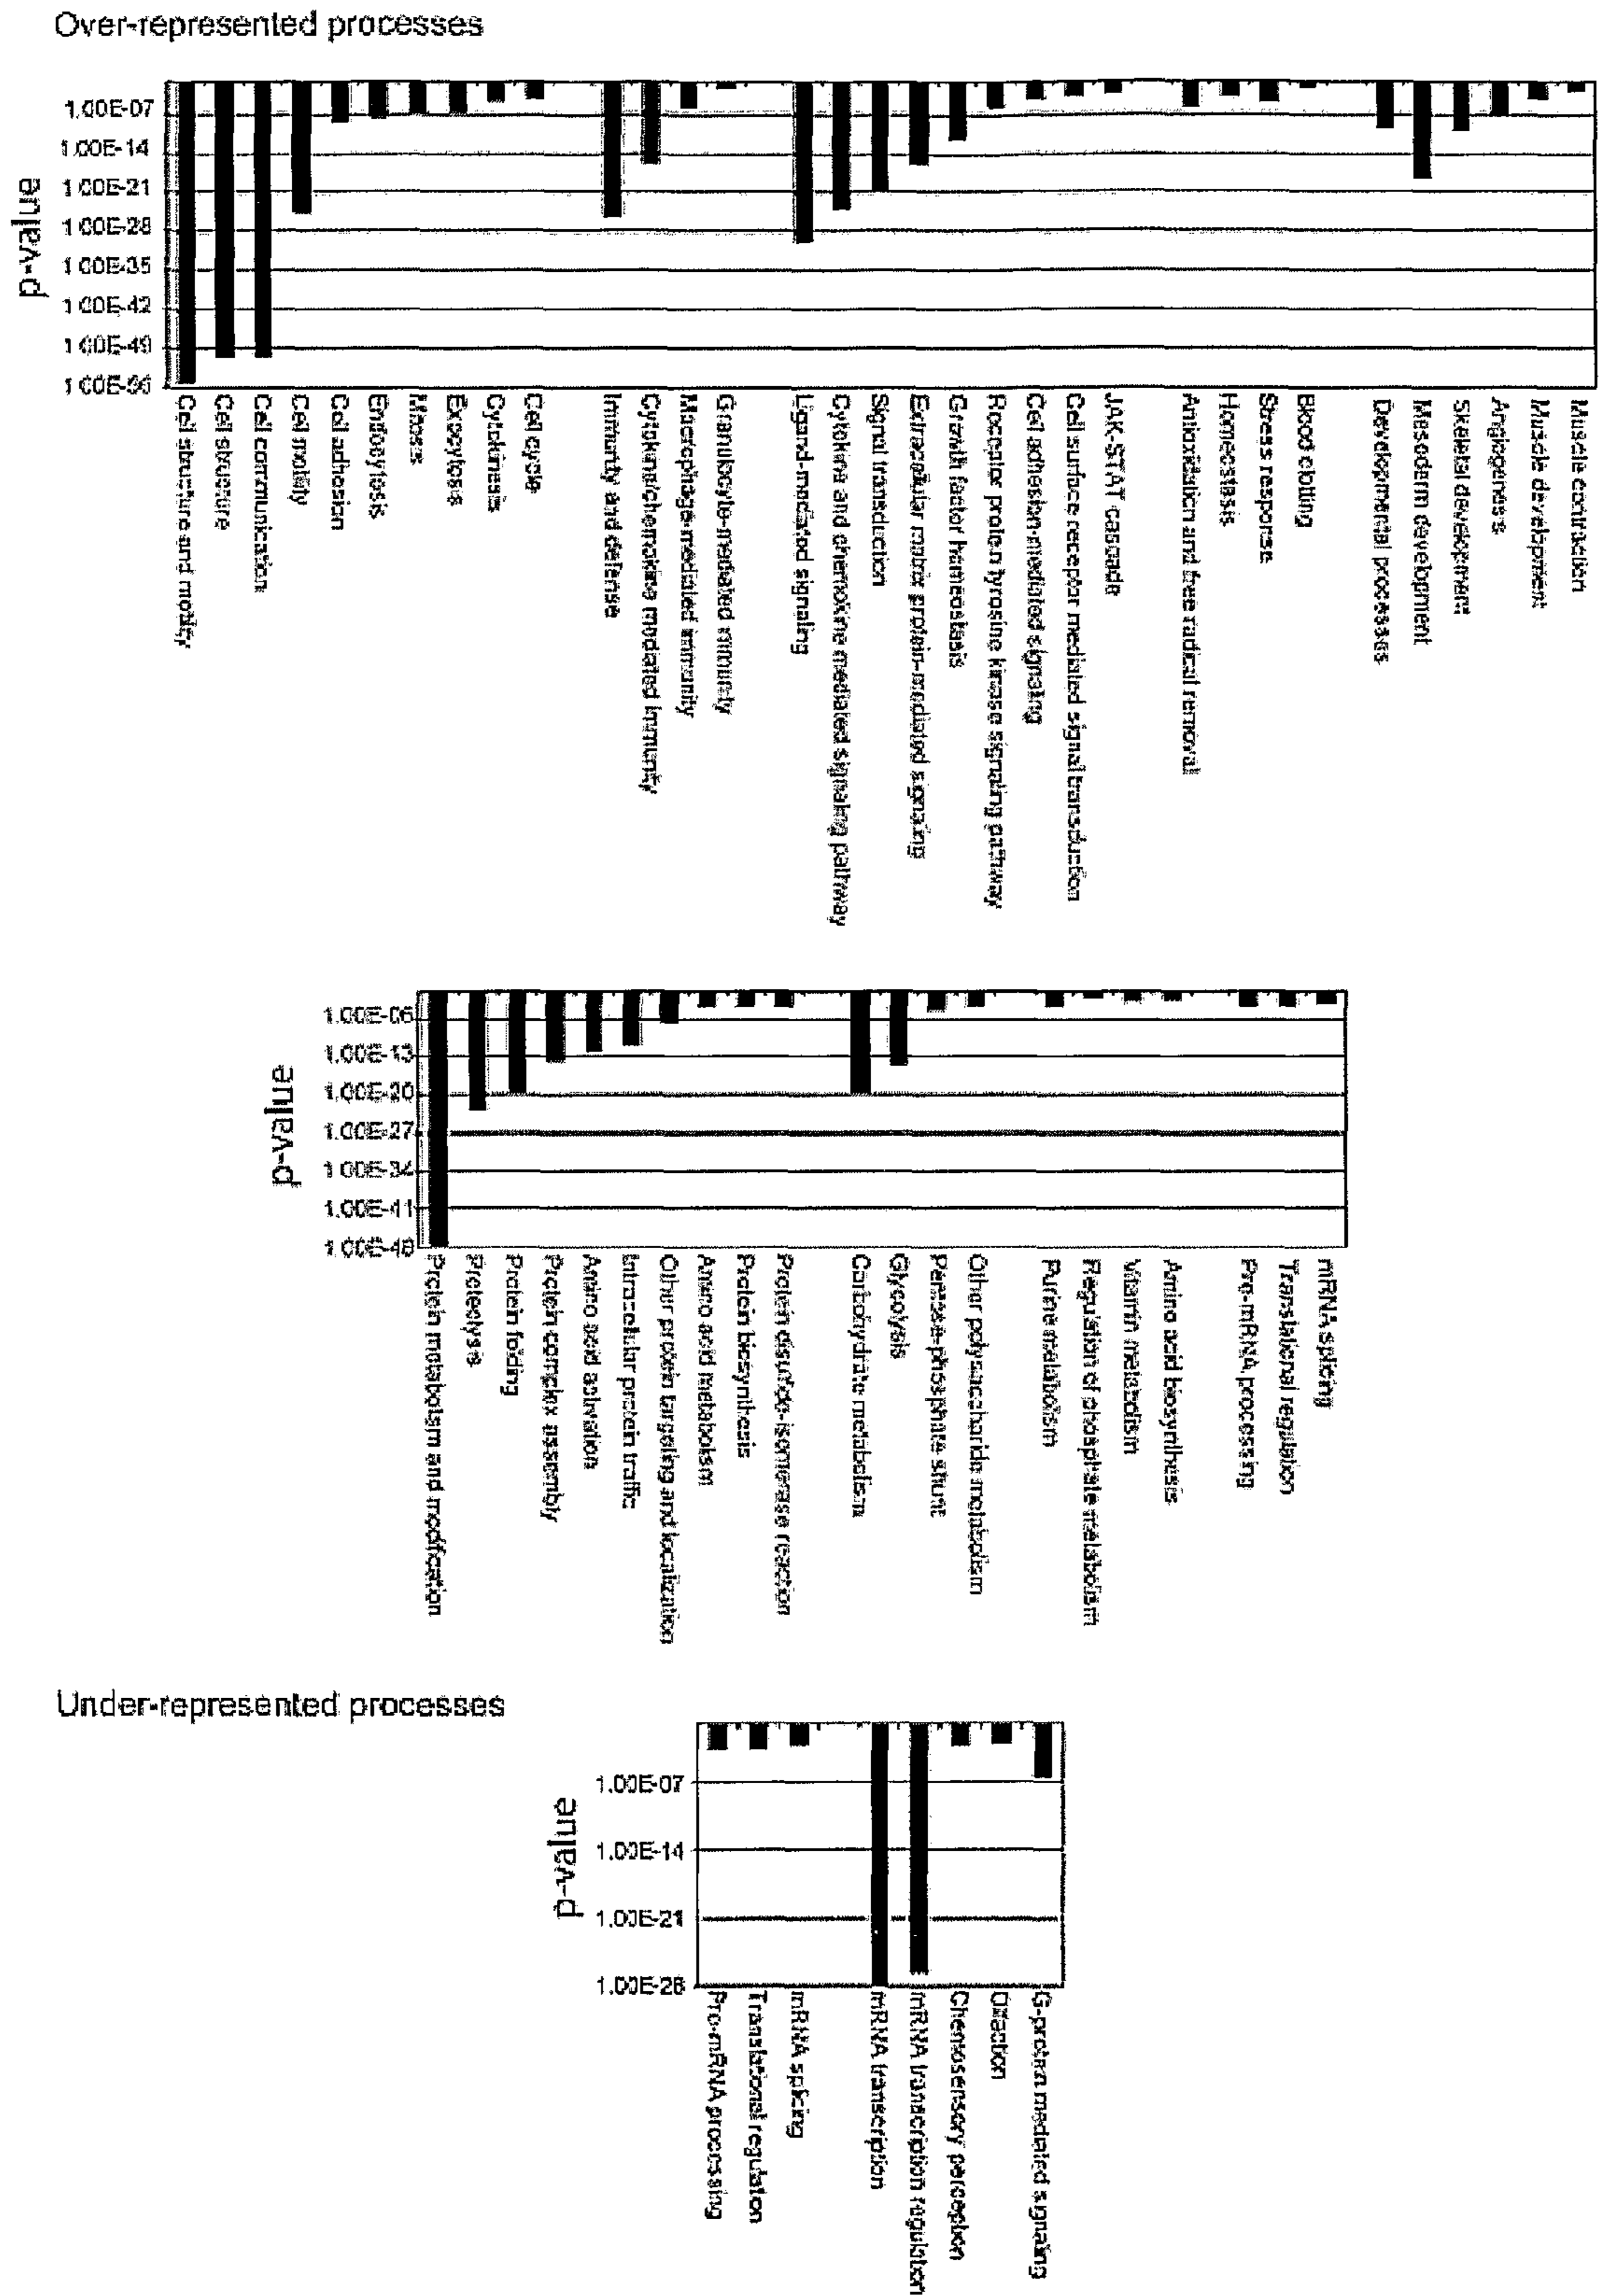 Over-represented processes
p-value
1.00E-07
1.00E-14
1.00E-21
1.00E-28
1.00E-35
1.00E-42
1.00E-49
1.00E-56
Cell structure and motility
Cell structure
Cell communication
Cell motility
Cell adhesion
Endocytosis
Mitosis
Exocytosis
Cytokinesis
Cell cycle
Immunity and defense
Cytokine/chemokine mediated immunity
Macrophage-mediated immunity
Granulocyte-mediated immunity
Ligand-mediated signaling
Cytokine and chemokine mediated signaling pathway
Signal transduction
Extracellular matrix protein-mediated signaling
Growth factor homeostasis
Receptor protein tyrosine kinase signaling pathway
Cell adhesion-mediated signaling
Cell surface receptor mediated signal transduction
JAK-STAT cascade
Antioxidation and free radical removal
Homeostasis
Stress response
Blood clotting
Developmental processes
Mesoderm development
Skeletal development
Angiogenesis
Muscle development
Muscle contraction
p-value
1.00E-06
1.00E-13
1.00E-20
1.00E-27
1.00E-34
1.00E-41
1.00E-48
Protein metabolism and modification
Proteolysis
Protein folding
Protein complex assembly
Amino acid activation
Intracellular protein traffic
Other protein targeting and localization
Amino acid metabolism
Protein biosynthesis
Protein disulfide-isomerase reaction
Carbohydrate metabolism
Glycolysis
Pentose-phosphate shunt
Other polysaccharide metabolism
Purine metabolism
Regulation of phosphate metabolism
Vitamin metabolism
Amino acid biosynthesis
Pre-mRNA processing
Translational regulation
mRNA splicing
Under-represented processes
p-value
1.00E-07
1.00E-14
1.00E-21
1.00E-28
Pre-mRNA processing
Translational regulation
mRNA splicing
mRNA transcription
mRNA transcription regulation
Chemosensory perception
Olfaction
G-protein mediated signaling